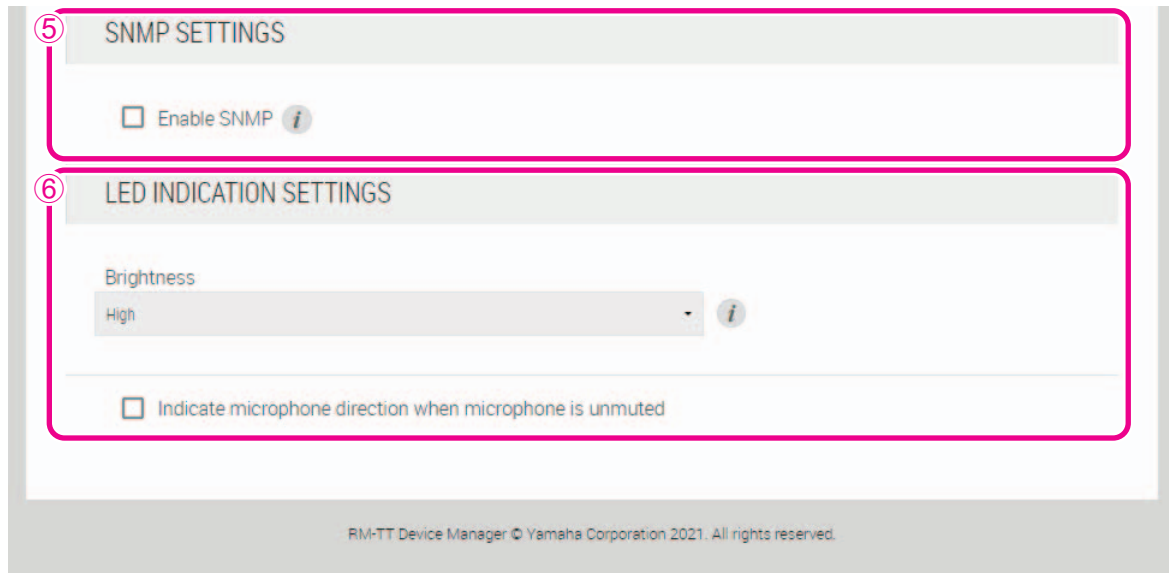 ⑤ SNMP SETTINGS
Enable SNMP i
⑥ LED INDICATION SETTINGS
Brightness
High i
Indicate microphone direction when microphone is unmuted
RM-TT Device Manager © Yamaha Corporation 2021. All rights reserved.